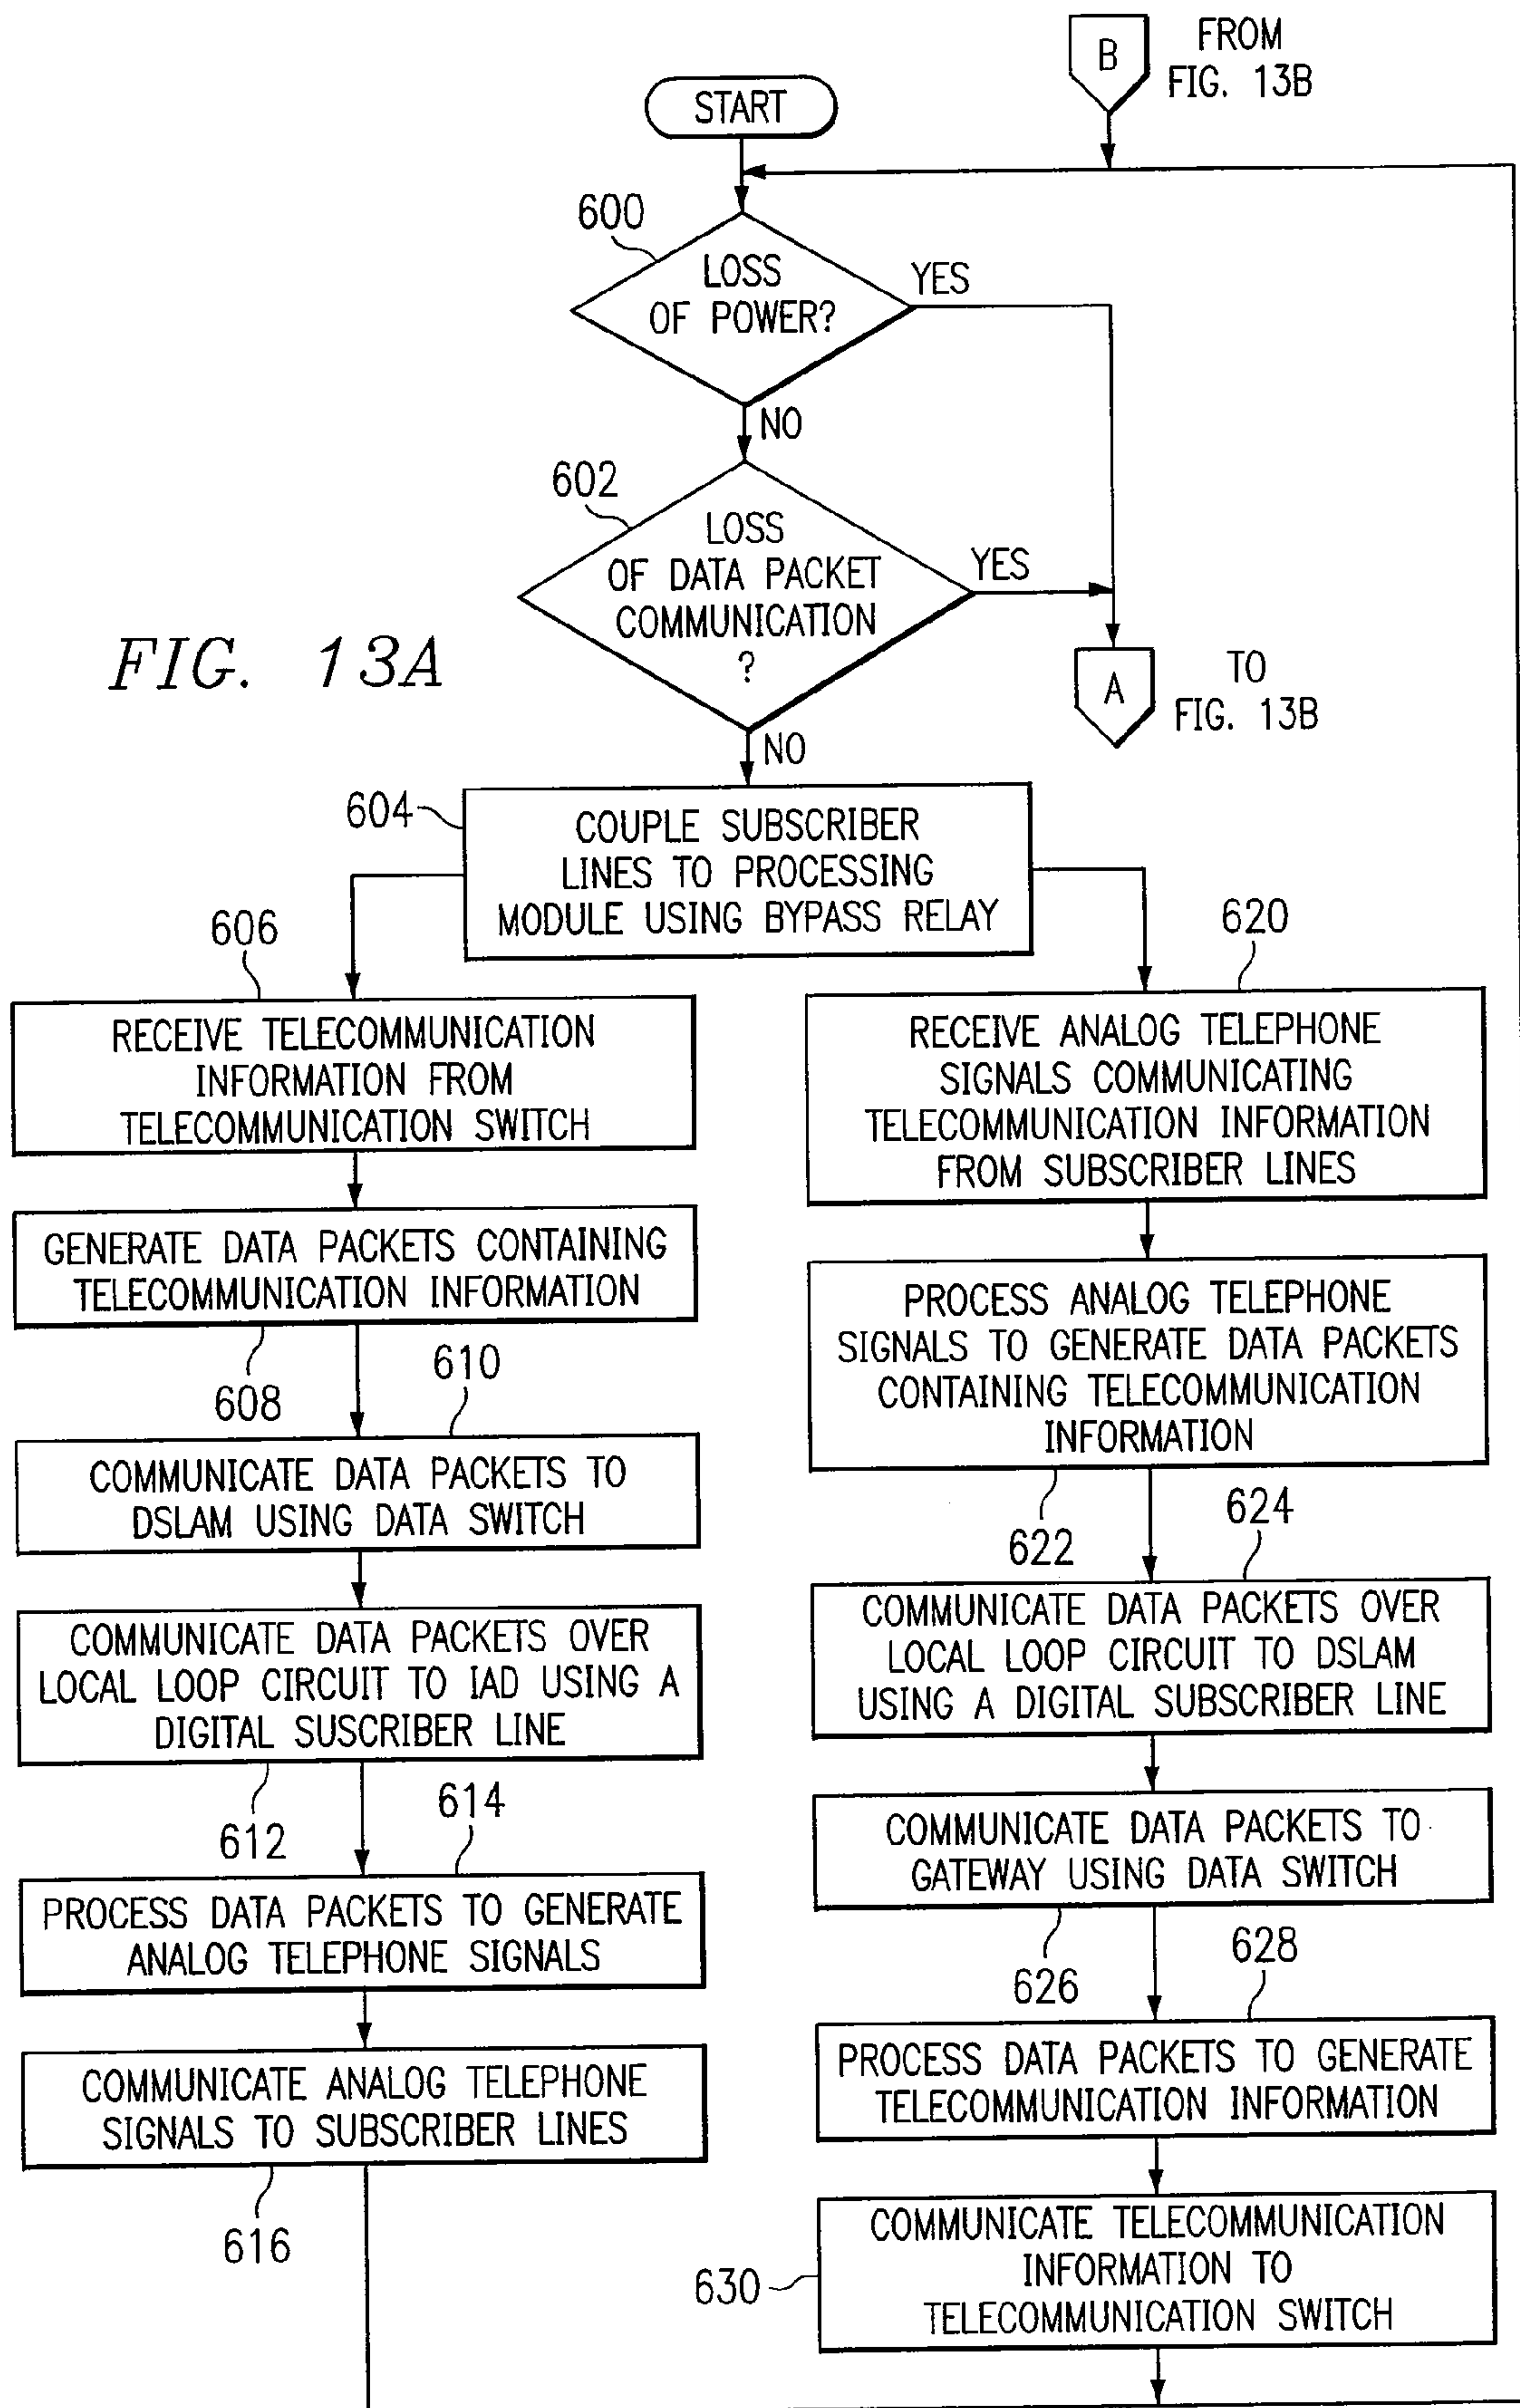 B
FROM
FIG. 13B
START
600
LOSS
OF POWER?
YES
NO
602
LOSS
OF DATA PACKET
COMMUNICATION
?
YES
FIG. 13A
A
TO
FIG. 13B
NO
604
COUPLE SUBSCRIBER
LINES TO PROCESSING
MODULE USING BYPASS RELAY
606
RECEIVE TELECOMMUNICATION
INFORMATION FROM
TELECOMMUNICATION SWITCH
GENERATE DATA PACKETS CONTAINING
TELECOMMUNICATION INFORMATION
608
610
COMMUNICATE DATA PACKETS TO
DSLAM USING DATA SWITCH
COMMUNICATE DATA PACKETS OVER
LOCAL LOOP CIRCUIT TO IAD USING A
DIGITAL SUSCRIBER LINE
612
614
PROCESS DATA PACKETS TO GENERATE
ANALOG TELEPHONE SIGNALS
COMMUNICATE ANALOG TELEPHONE
SIGNALS TO SUBSCRIBER LINES
616
620
RECEIVE ANALOG TELEPHONE
SIGNALS COMMUNICATING
TELECOMMUNICATION INFORMATION
FROM SUBSCRIBER LINES
PROCESS ANALOG TELEPHONE
SIGNALS TO GENERATE DATA PACKETS
CONTAINING TELECOMMUNICATION
INFORMATION
622
624
COMMUNICATE DATA PACKETS OVER
LOCAL LOOP CIRCUIT TO DSLAM
USING A DIGITAL SUBSCRIBER LINE
COMMUNICATE DATA PACKETS TO
GATEWAY USING DATA SWITCH
626
628
PROCESS DATA PACKETS TO GENERATE
TELECOMMUNICATION INFORMATION
630
COMMUNICATE TELECOMMUNICATION
INFORMATION TO
TELECOMMUNICATION SWITCH